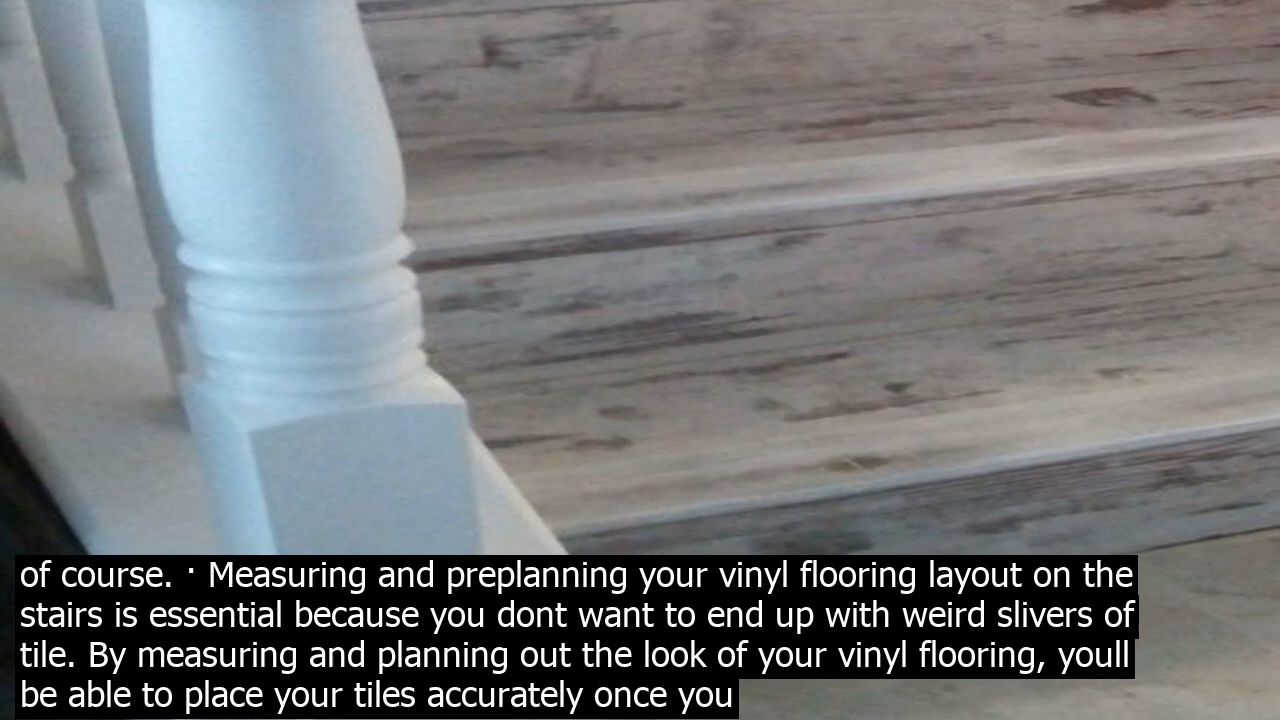 of course. · Measuring and preplanning your vinyl flooring layout on the
stairs is essential because you dont want to end up with weird slivers of
tile. By measuring and planning out the look of your vinyl flooring, youll
be able to place your tiles accurately once you